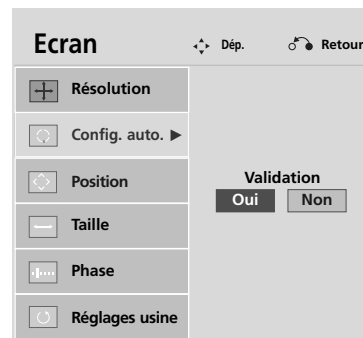 Ecran Dép. Retour
Résolution
Config. auto. ►
Position
Taille
Phase
Réglages usine
Validation
Oui Non